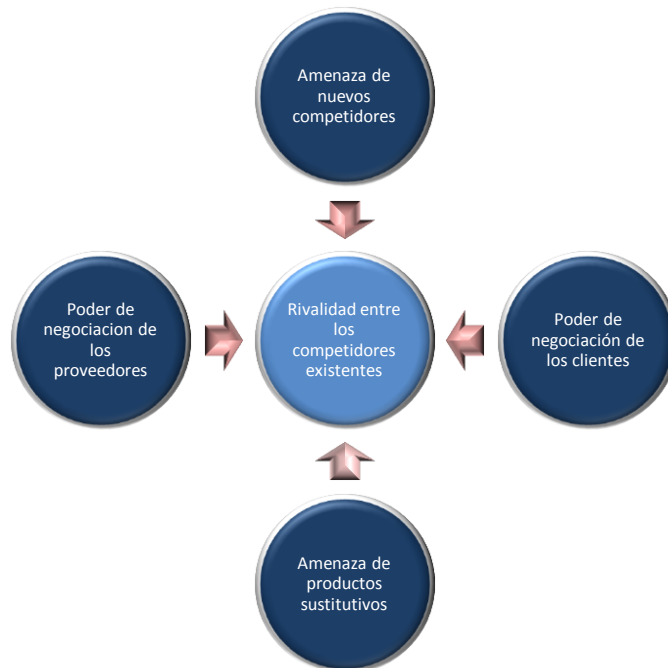 Amenaza de
nuevos
competidores
Poder de
negociacion de
los
proveedores
Rivalidad entre
los
competidores
existentes
Poder de
negociación de
los clientes
Amenaza de
productos
sustitutivos